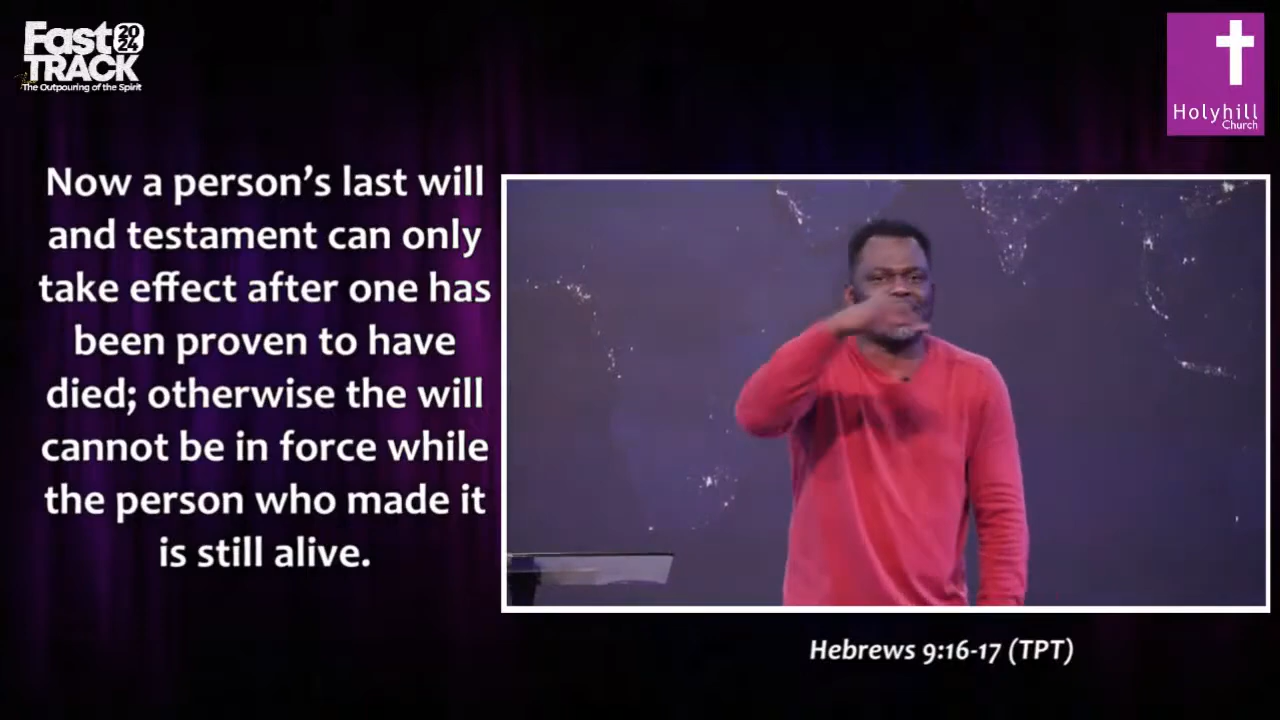 Fast 2024
TRACK
The Outpouring of the Spirit
Holyhill
Church
Now a person’s last will
and testament can only
take effect after one has
been proven to have
died; otherwise the will
cannot be in force while
the person who made it
is still alive.
Hebrews 9:16-17 (TPT)